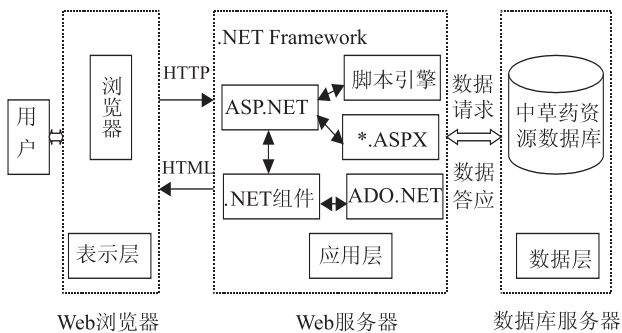 用户
浏览器
表示层
Web浏览器
HTTP
HTML
.NET Framework
ASP.NET
脚本引擎
*.ASPX
.NET组件
ADO.NET
应用层
Web服务器
数据
请求
数据
答应
中草药资
源数据库
数据层
数据库服务器